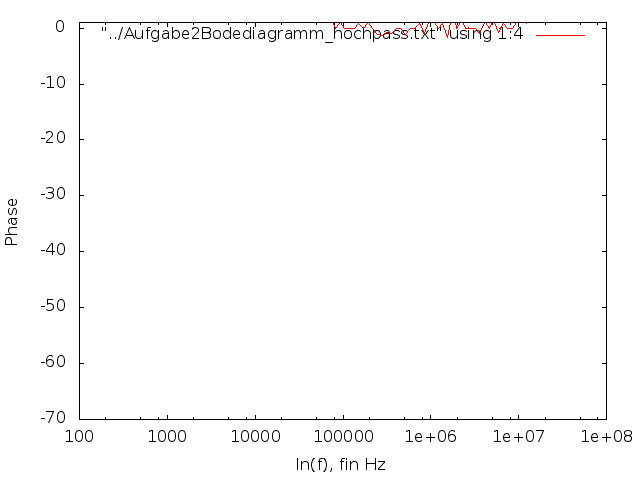 0
"../Aufgabe2Bodediagramm_hochpass.txt" using 1:4
-10
-20
-30
-40
-50
-60
-70
Phase
100 1000 10000 100000 1e+06 1e+07 1e+08
ln(f), fin Hz